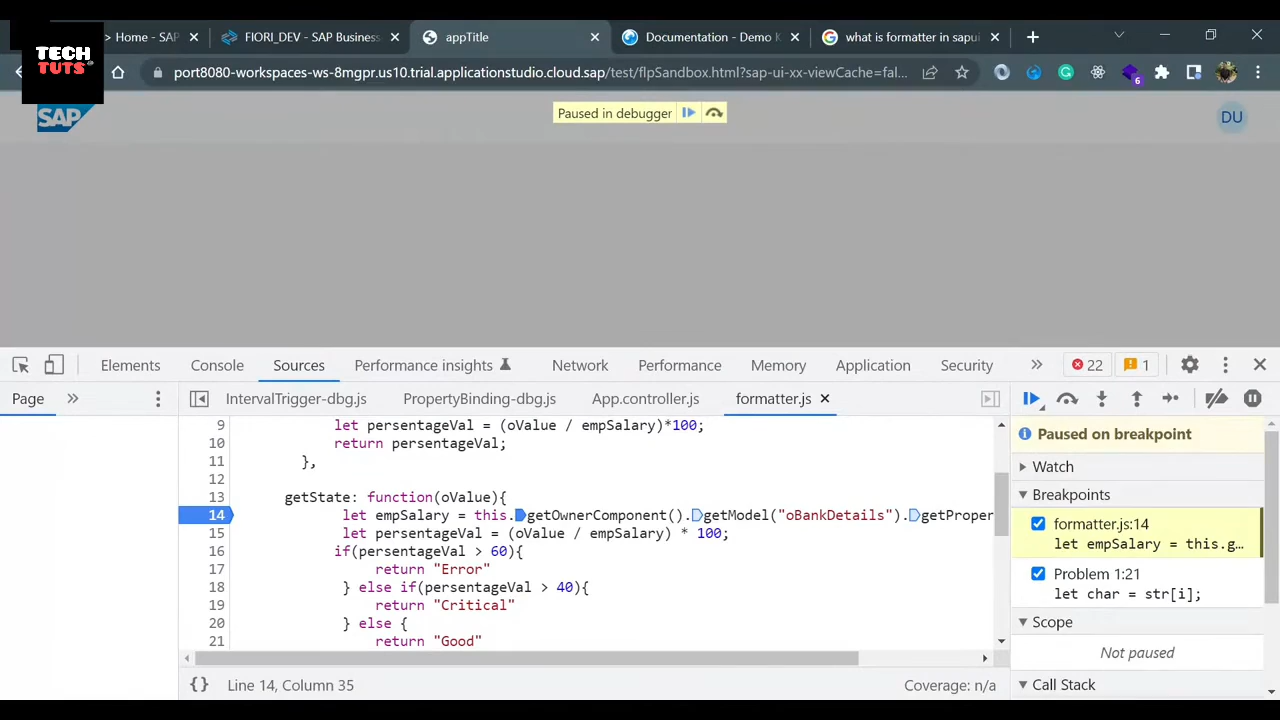 TECH
TUTS
> Home - SAP
FIORI_DEV - SAP Business
appTitle
Documentation - Demo K
what is formatter in sapui
port8080-workspaces-ws-8mgpr.us10.trial.applicationstudio.cloud.sap/test/flpSandbox.html?sap-ui-xx-viewCache=fal...
6
SAP
Paused in debugger
DU
Elements
Console
Sources
Performance insights
Network
Performance
Memory
Application
Security
22
1
Page
IntervalTrigger-dbg.js
PropertyBinding-dbg.js
App.controller.js
formatter.js
9 let persentageVal = (oValue / empSalary)*100;
10 return persentageVal;
11 },
12
13 getState: function(oValue){
14 let empSalary = this.getOwnerComponent().getModel("oBankDetails").getProper
15 let persentageVal = (oValue / empSalary) * 100;
16 if(persentageVal > 60){
17 return "Error"
18 } else if(persentageVal > 40){
19 return "Critical"
20 } else {
21 return "Good"
{} Line 14, Column 35
Coverage: n/a
Paused on breakpoint
Watch
Breakpoints
formatter.js:14
let empSalary = this.g…
Problem 1:21
let char = str[i];
Scope
Not paused
Call Stack